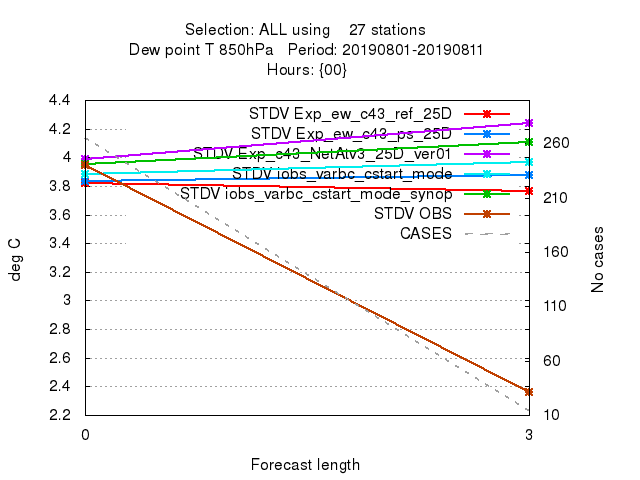 Selection: ALL using    27 stations
Dew point T 850hPa   Period: 20190801-20190811
Hours: {00}
4.4
4.2
4
3.8
3.6
3.4
3.2
3
2.8
2.6
2.4
2.2
deg C
STDV Exp_ew_c43_ref_25D
STDV Exp_ew_c43_ps_25D
STDV Exp_c43_NetAtv3_25D_ver01
STDV iobs_varbc_cstart_mode
STDV iobs_varbc_cstart_mode_synop
STDV OBS
CASES
260
210
160
110
60
10
No cases
0
3
Forecast length